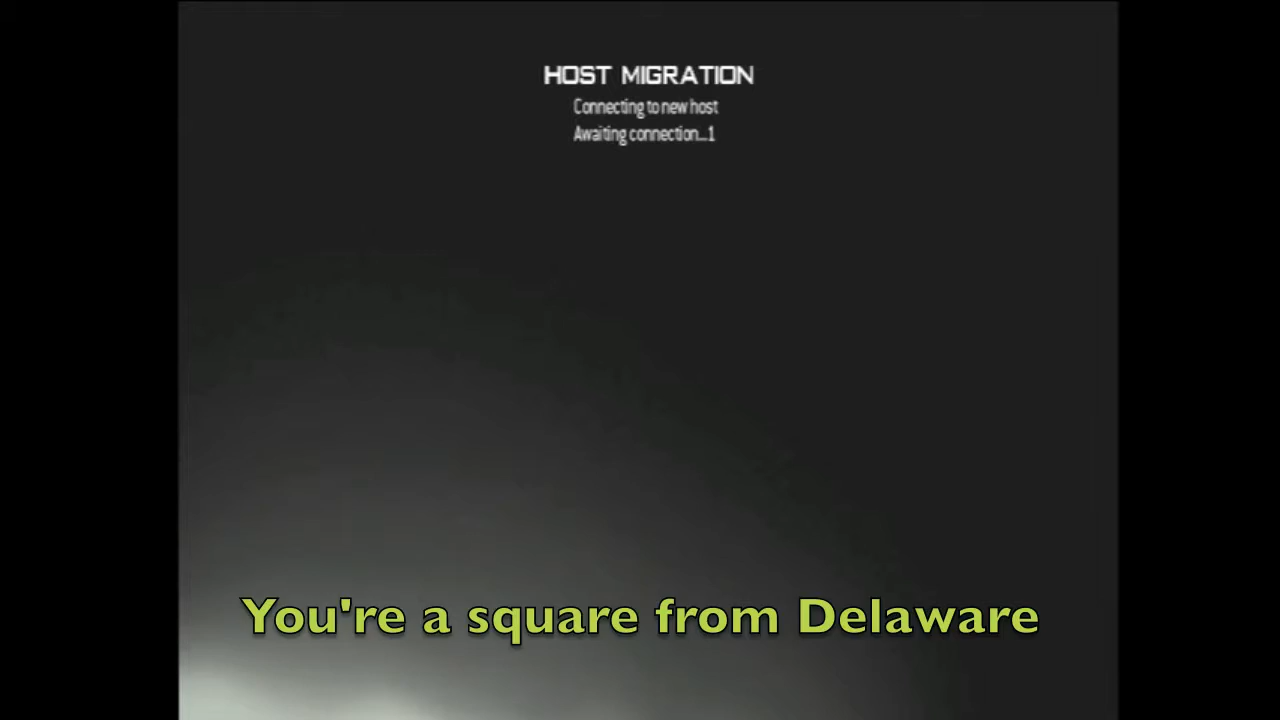 HOST MIGRATION
Connecting to new host
Awaiting connection...1
You're a square from Delaware